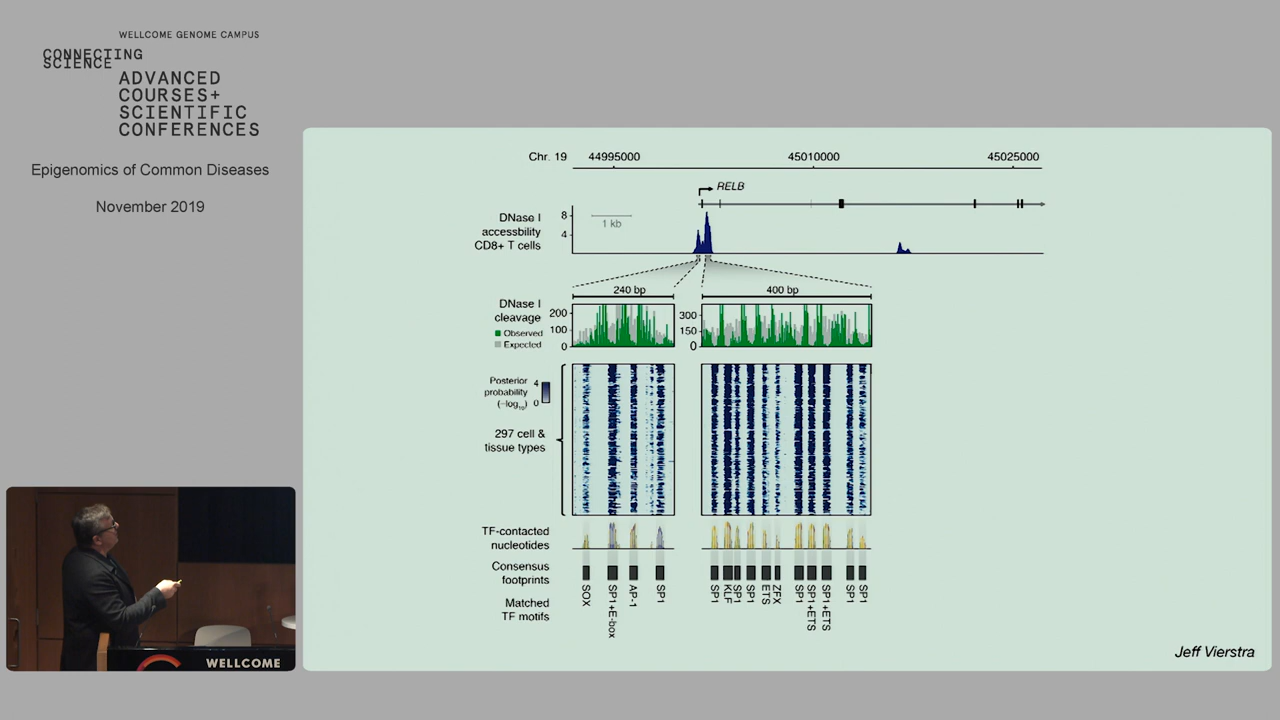 WELLCOME GENOME CAMPUS
CONNECTING
SCIENCE
ADVANCED
COURSES+
SCIENTIFIC
CONFERENCES
Epigenomics of Common Diseases
November 2019
Chr. 19 44995000 45010000 45025000
RELB
DNase I
accessbility
CD8+ T cells
8
4
1 kb
240 bp 400 bp
DNase I
cleavage
Observed
Expected
200
100
0
300
150
0
Posterior
probability
(–log10)
4
0
297 cell &
tissue types
TF-contacted
nucleotides
Consensus
footprints
Matched
TF motifs
SOX
SP1+E-box
AP-1
SP1
SP1
KLF
SP1
SP1
ETS
ZFX
SP1
SP1+ETS
SP1+ETS
SP1
SP1
Jeff Vierstra
WELLCOME